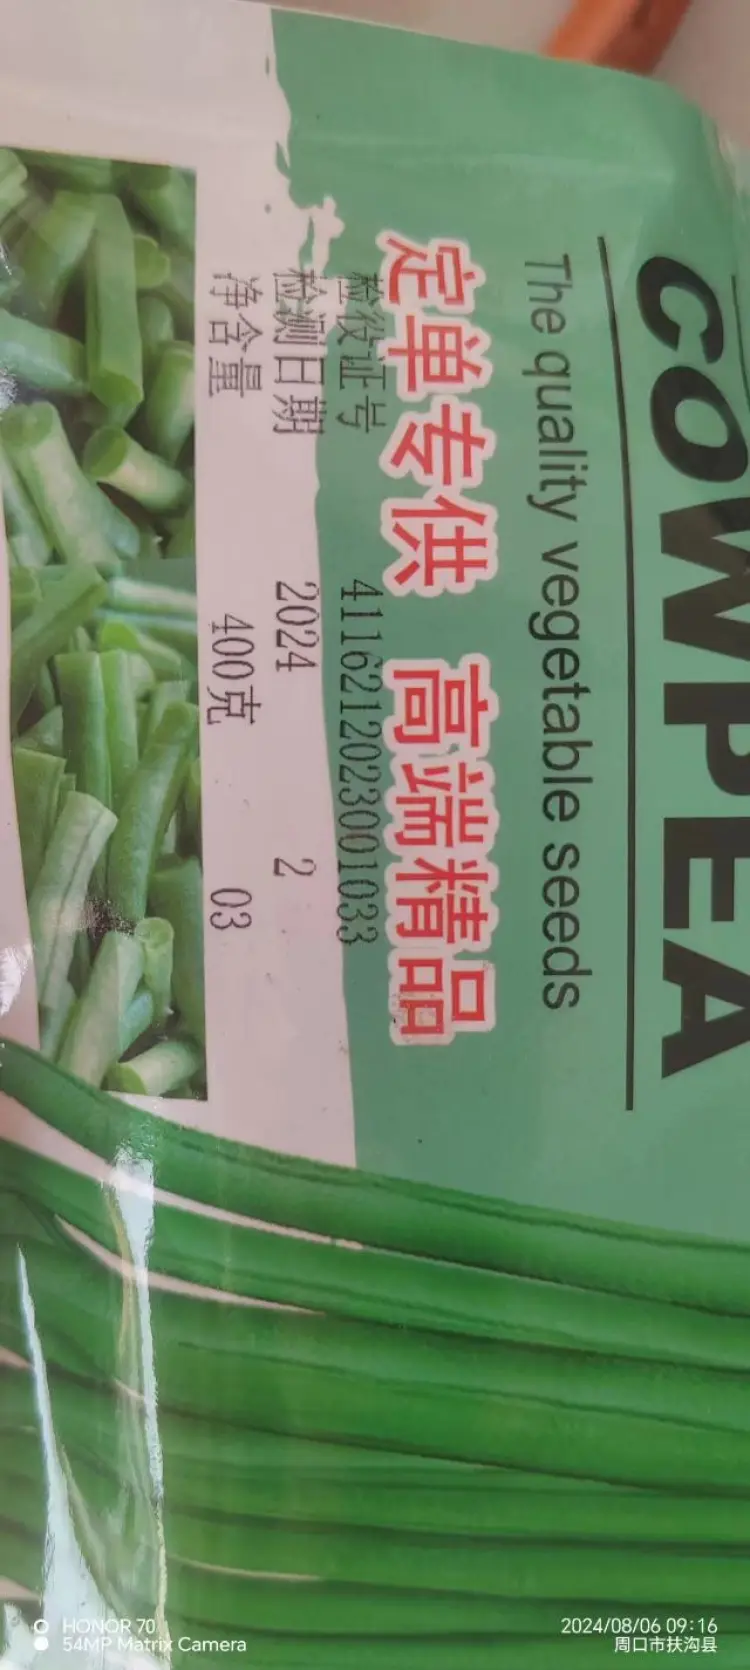 COWPEA
The quality vegetable seeds
定单专供 高端精品
检疫证号 4116212023001033
检测日期 2024 2
净含量 400克 03
HONOR 70
54MP Matrix Camera
2024/08/06 09:16
周口市扶沟县